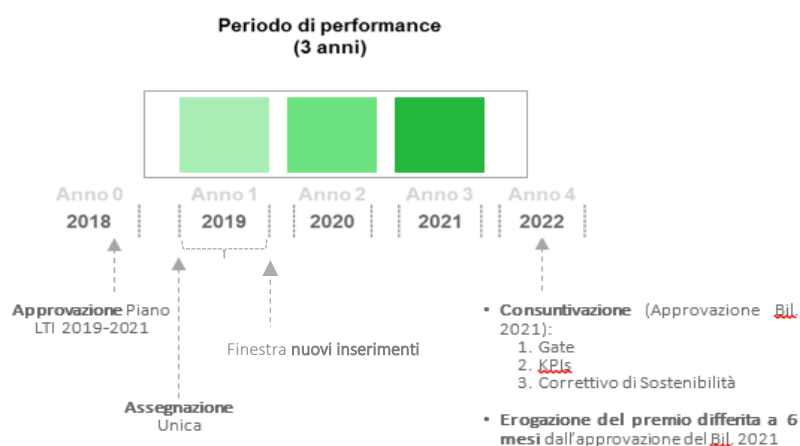 Periodo di performance
(3 anni)
Anno 0
Anno 1
Anno 2
Anno 3
Anno 4
2018
2019
2020
2021
2022
Approvazione Piano
LTI 2019-2021
Finestra nuovi inserimenti
Assegnazione
Unica
• Consuntivazione (Approvazione Bil. 2021):
1. Gate
2. KPIs
3. Correttivo di Sostenibilità
• Erogazione del premio differita a 6
mesi dall'approvazione del Bil. 2021